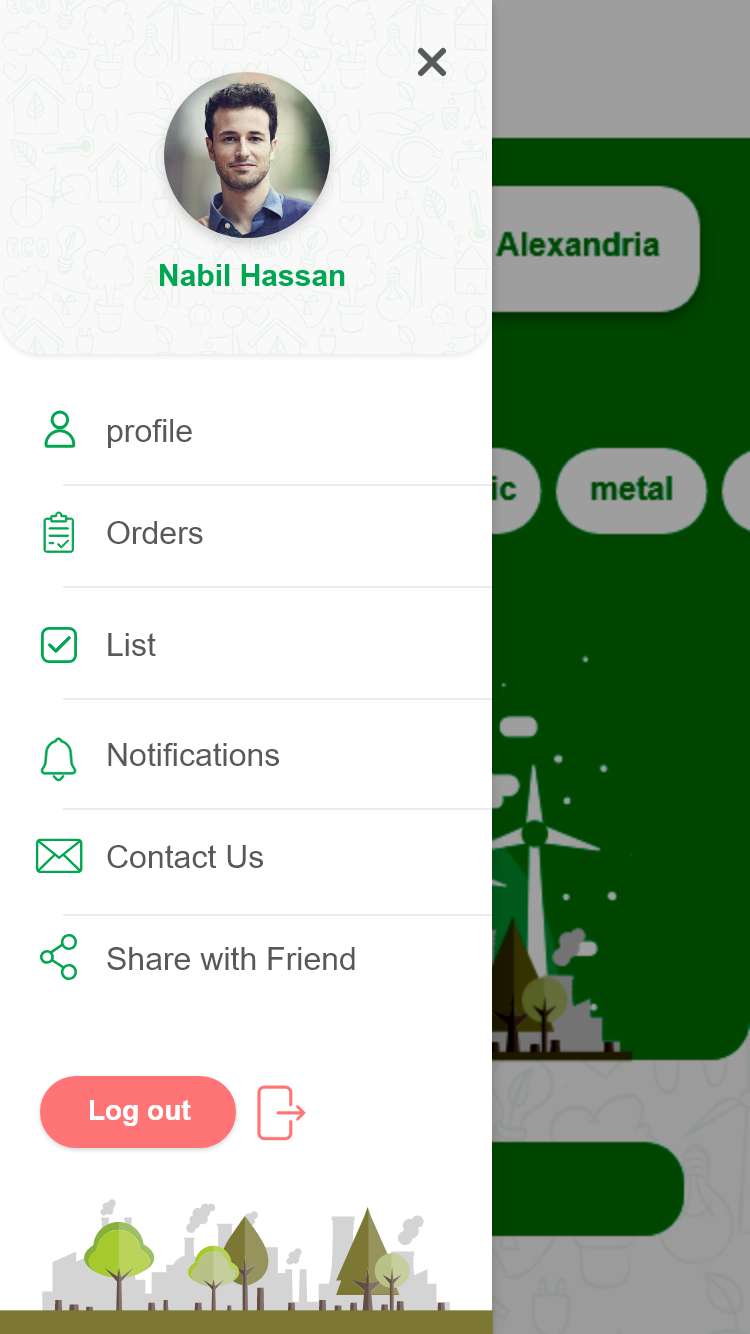 Nabil Hassan
profile
Orders
List
Notifications
Contact Us
Share with Friend
Log out
Alexandria
ic
metal